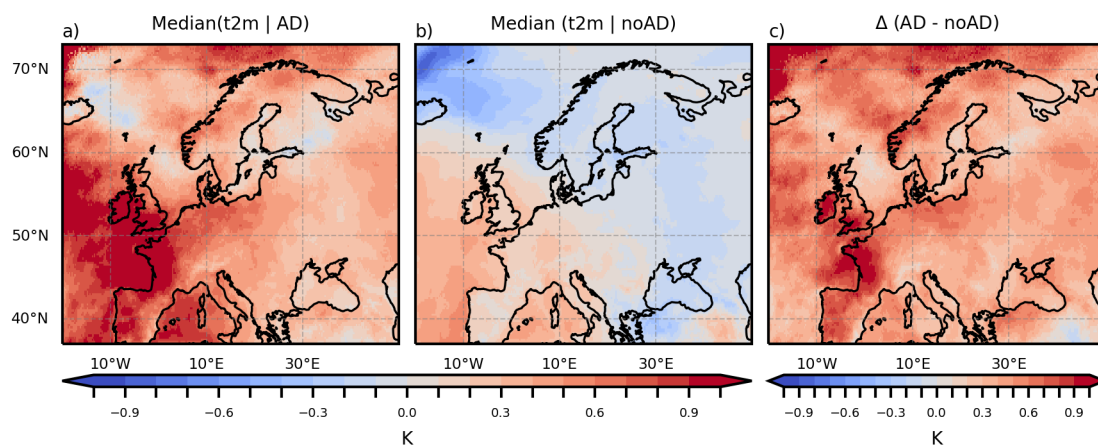 Median(t2m | AD)
Median (t2m | noAD)
Δ (AD - noAD)
a)
b)
c)
70°N
60°N
50°N
40°N
10°W 10°E 30°E
10°W 10°E 30°E
10°W 10°E 30°E
−0.9 −0.6 −0.3 0.0 0.3 0.6 0.9
−0.9 −0.6 −0.3 0.0 0.3 0.6 0.9
K
K